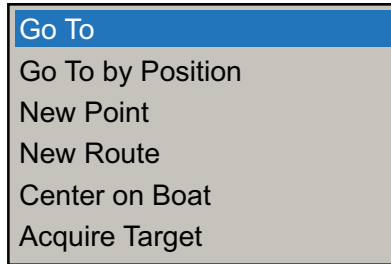 Go To
Go To by Position
New Point
New Route
Center on Boat
Acquire Target